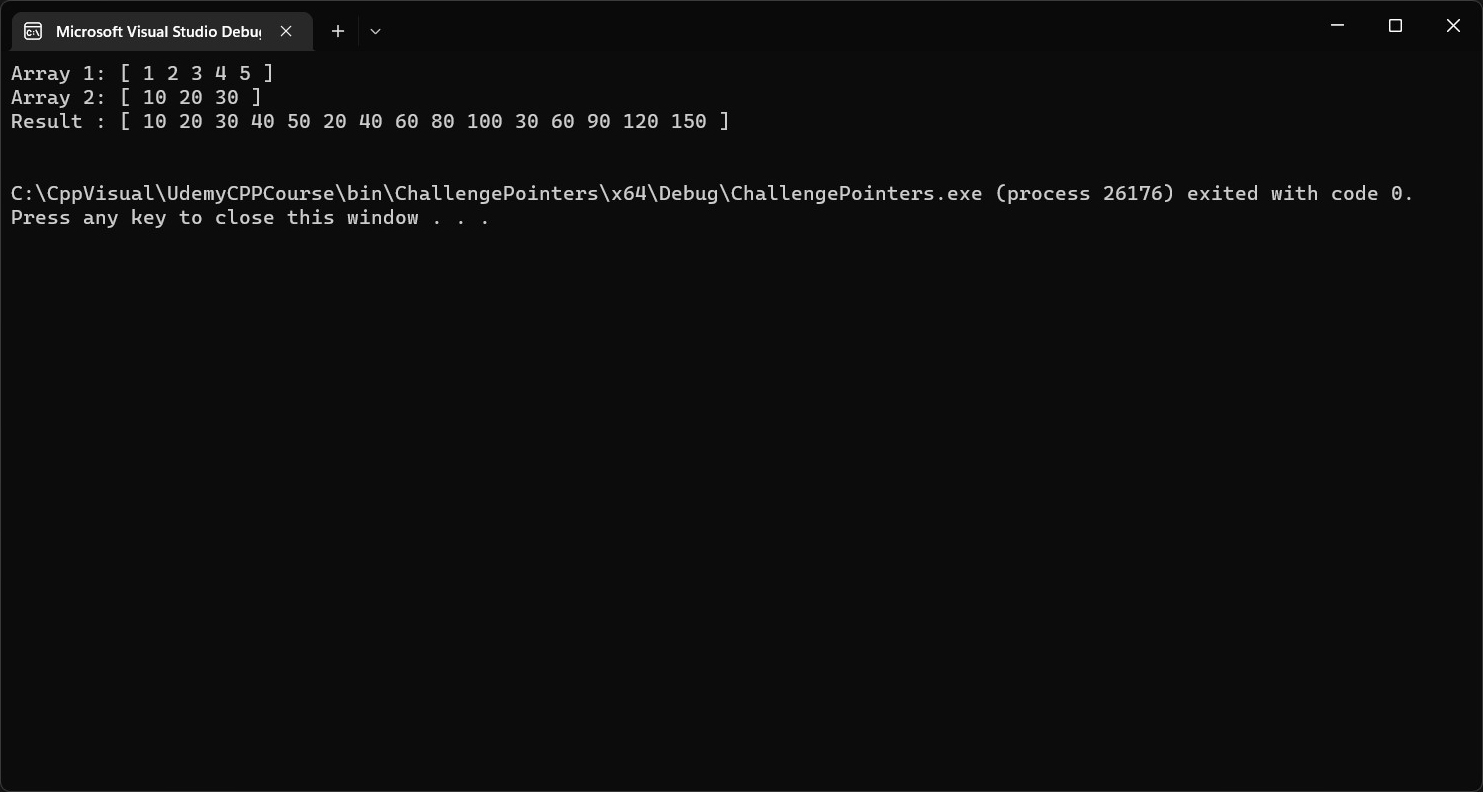 Microsoft Visual Studio Debug
Array 1: [ 1 2 3 4 5 ]
Array 2: [ 10 20 30 ]
Result : [ 10 20 30 40 50 20 40 60 80 100 30 60 90 120 150 ]
C:\CppVisual\UdemyCPPCourse\bin\ChallengePointers\x64\Debug\ChallengePointers.exe (process 26176) exited with code 0.
Press any key to close this window . . .